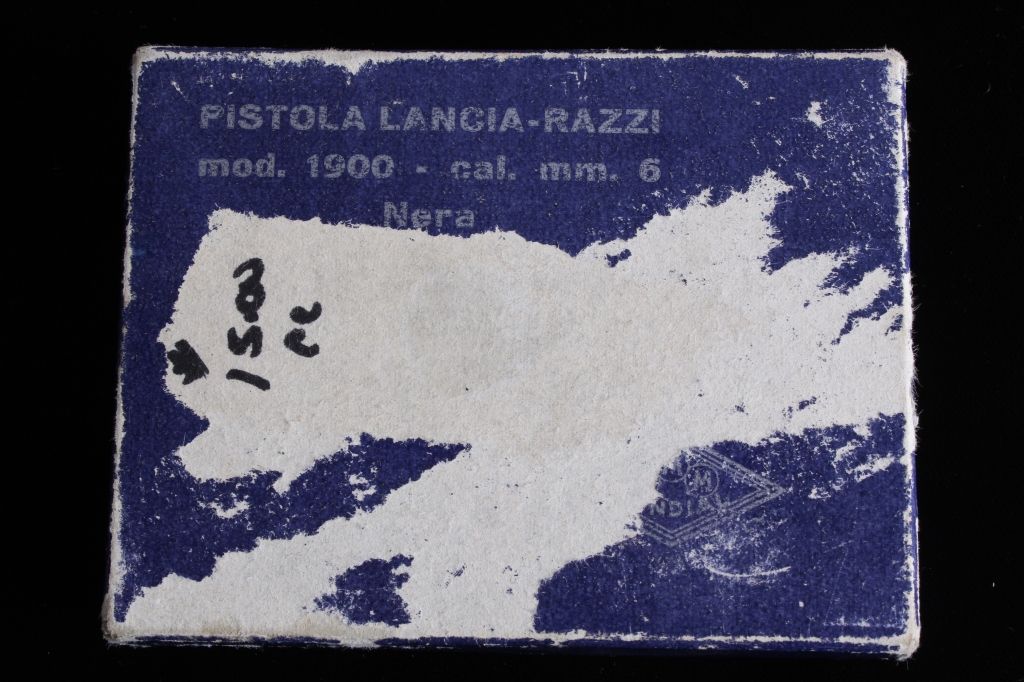 PISTOLA LANCIA-RAZZI
mod. 1900 - cal. mm. 6
Nera
M